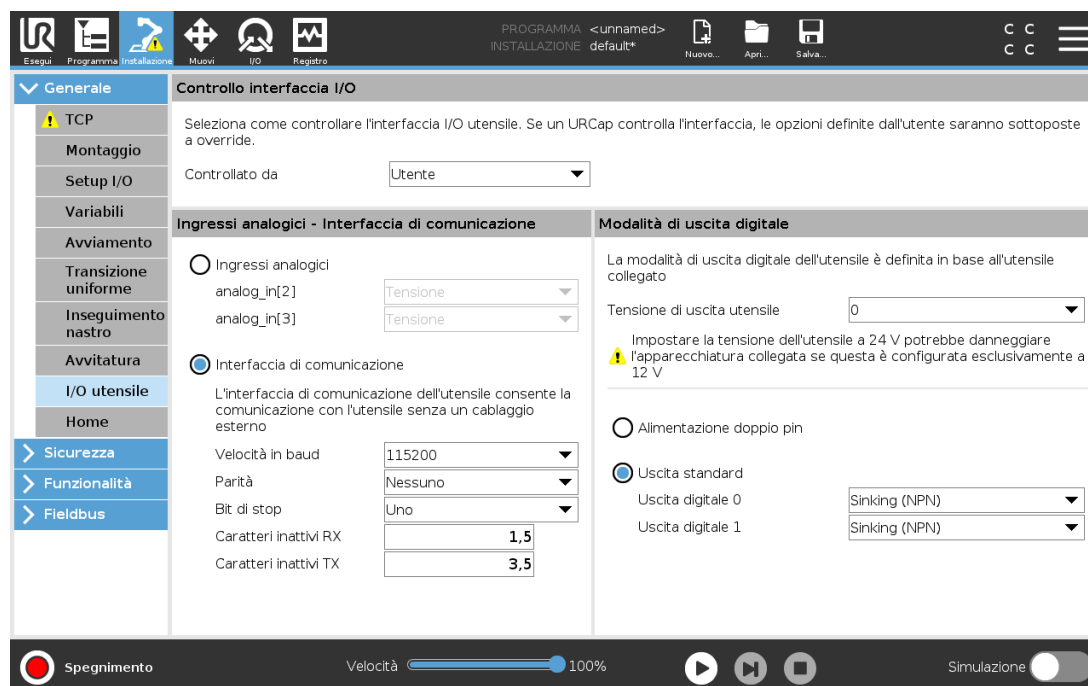 UR
PROGRAMMA <unnamed>
INSTALLAZIONE default*
Esegui
Programma
Installazione
Muovi
I/O
Registro
Nuovo...
Apri...
Salva...
C C
C C
Generale
TCP
Montaggio
Setup I/O
Variabili
Avviamento
Transizione
uniforme
Inseguimento
nastro
Avvitatura
I/O utensile
Home
Sicurezza
Funzionalità
Fieldbus
Controllo interfaccia I/O
Seleziona come controllare l'interfaccia I/O utensile. Se un URCap controlla l'interfaccia, le opzioni definite dall'utente saranno sottoposte
a override.
Controllato da Utente
Ingressi analogici - Interfaccia di comunicazione
Ingressi analogici
analog_in[2] Tensione
analog_in[3] Tensione
Interfaccia di comunicazione
L'interfaccia di comunicazione dell'utensile consente la
comunicazione con l'utensile senza un cablaggio
esterno
Velocità in baud 115200
Parità Nessuno
Bit di stop Uno
Caratteri inattivi RX 1,5
Caratteri inattivi TX 3,5
Modalità di uscita digitale
La modalità di uscita digitale dell'utensile è definita in base all'utensile
collegato
Tensione di uscita utensile 0
Impostare la tensione dell'utensile a 24 V potrebbe danneggiare
l'apparecchiatura collegata se questa è configurata esclusivamente a
12 V
Alimentazione doppio pin
Uscita standard
Uscita digitale 0 Sinking (NPN)
Uscita digitale 1 Sinking (NPN)
Spegnimento
Velocità 100%
Simulazione